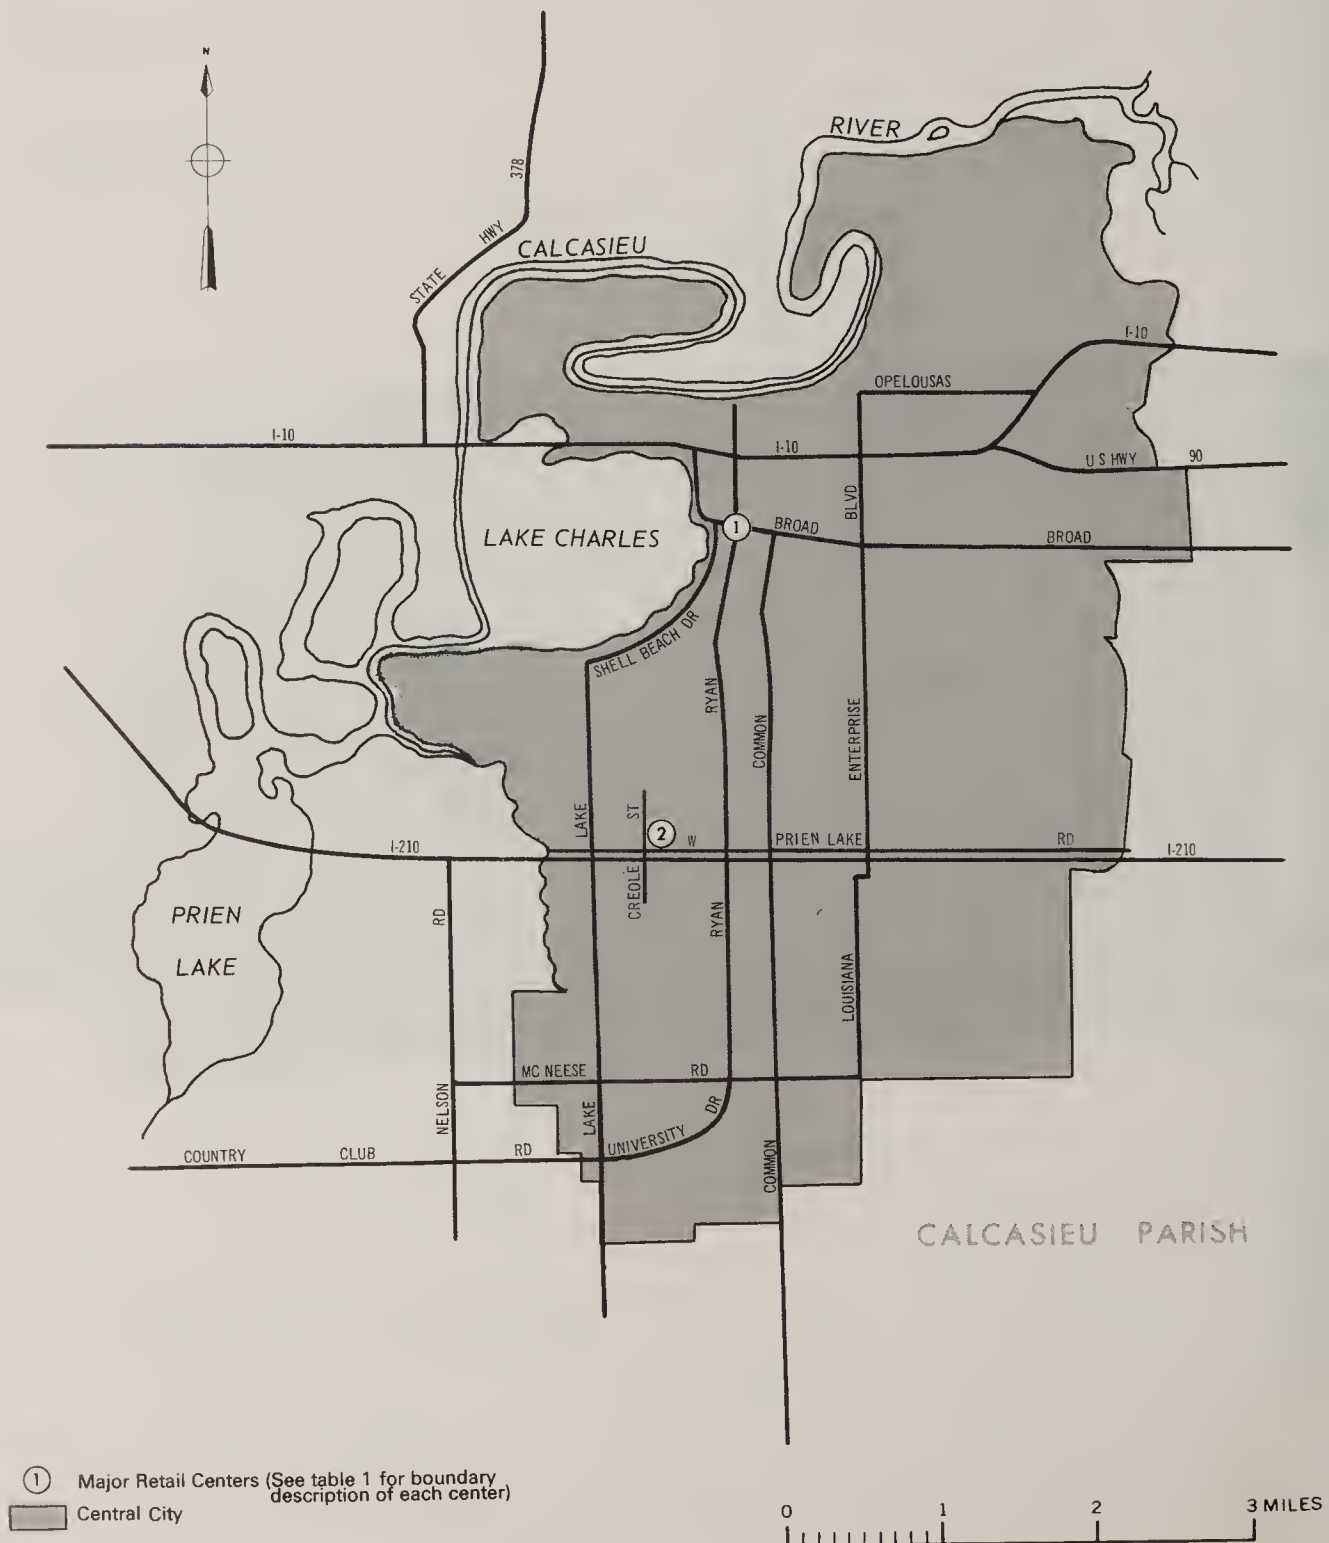 N
RIVER
378
HWY
STATE
CALCASIEU
I-10
OPELOUSAS
I-10
I-10
U S HWY 90
BLVD
LAKE CHARLES
1
BROAD
BROAD
SHELL BEACH DR
RYAN
COMMON
ENTERPRISE
LAKE
ST
2
W PRIEN LAKE RD
I-210
I-210
CREOLE
RYAN
RD
PRIEN
LAKE
LOUISIANA
MC NEESE RD
NELSON
LAKE
UNIVERSITY DR
COMMON
COUNTRY CLUB RD
CALCASIEU PARISH
1 Major Retail Centers (See table 1 for boundary
description of each center)
Central City
0 1 2 3 MILES